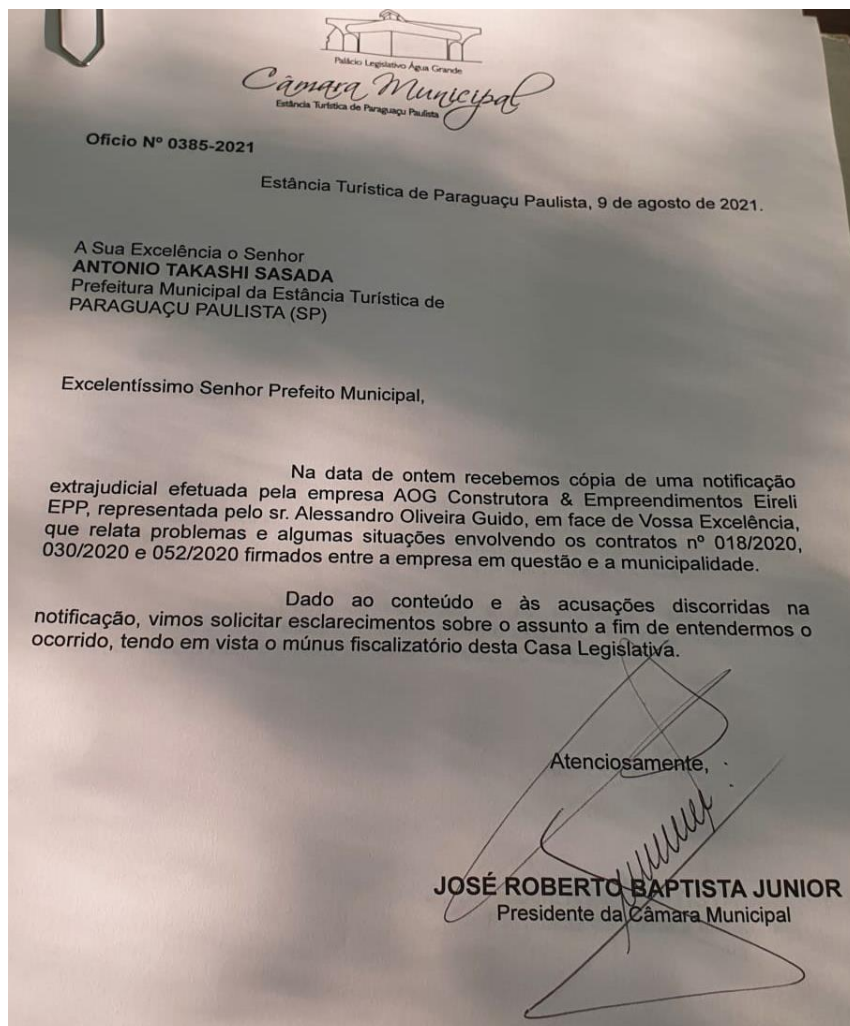 Palácio Legislativo Água Grande
Câmara Municipal
Estância Turística de Paraguaçu Paulista
Ofício Nº 0385-2021
Estância Turística de Paraguaçu Paulista, 9 de agosto de 2021.
A Sua Excelência o Senhor
ANTONIO TAKASHI SASADA
Prefeitura Municipal da Estância Turística de
PARAGUAÇU PAULISTA (SP)
Excelentíssimo Senhor Prefeito Municipal,
Na data de ontem recebemos cópia de uma notificação
extrajudicial efetuada pela empresa AOG Construtora & Empreendimentos Eireli
EPP, representada pelo sr. Alessandro Oliveira Guido, em face de Vossa Excelência,
que relata problemas e algumas situações envolvendo os contratos nº 018/2020,
030/2020 e 052/2020 firmados entre a empresa em questão e a municipalidade.
Dado ao conteúdo e às acusações discorridas na
notificação, vimos solicitar esclarecimentos sobre o assunto a fim de entendermos o
ocorrido, tendo em vista o múnus fiscalizatório desta Casa Legislativa.
Atenciosamente,
JOSÉ ROBERTO BAPTISTA JUNIOR
Presidente da Câmara Municipal